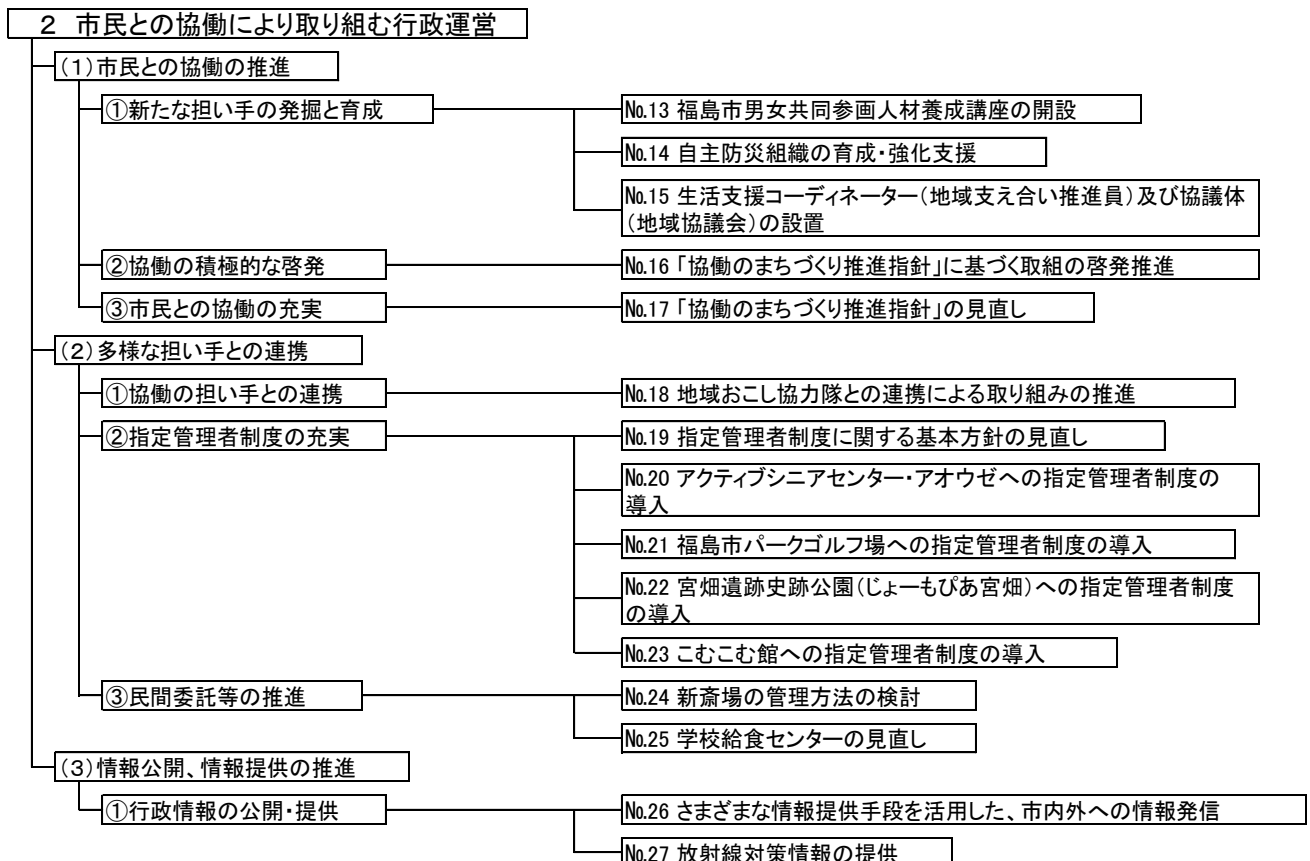 ２ 市民との協働により取り組む行政運営
（１）市民との協働の推進
①新たな担い手の発掘と育成
№13 福島市男女共同参画人材養成講座の開設
№14 自主防災組織の育成・強化支援
№15 生活支援コーディネーター（地域支え合い推進員）及び協議体
（地域協議会）の設置
②協働の積極的な啓発
№16 「協働のまちづくり推進指針」に基づく取組の啓発推進
③市民との協働の充実
№17 「協働のまちづくり推進指針」の見直し
（２）多様な担い手との連携
①協働の担い手との連携
№18 地域おこし協力隊との連携による取り組みの推進
②指定管理者制度の充実
№19 指定管理者制度に関する基本方針の見直し
№20 アクティブシニアセンター・アオウゼへの指定管理者制度の
導入
№21 福島市パークゴルフ場への指定管理者制度の導入
№22 宮畑遺跡史跡公園（じょーもぴあ宮畑）への指定管理者制度
の導入
№23 こむこむ館への指定管理者制度の導入
③民間委託等の推進
№24 新斎場の管理方法の検討
№25 学校給食センターの見直し
（３）情報公開、情報提供の推進
①行政情報の公開・提供
№26 さまざまな情報提供手段を活用した、市内外への情報発信
№27 放射線対策情報の提供